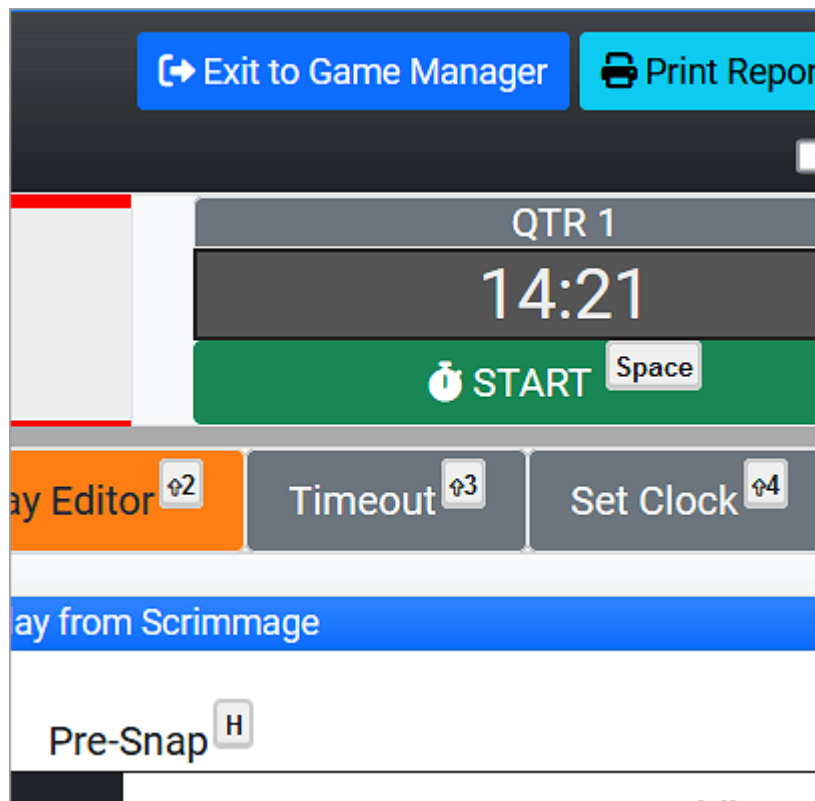 Exit to Game Manager Print Repor
QTR 1
14:21
START Space
ay Editor ⇧2 Timeout ⇧3 Set Clock ⇧4
lay from Scrimmage
Pre-Snap H